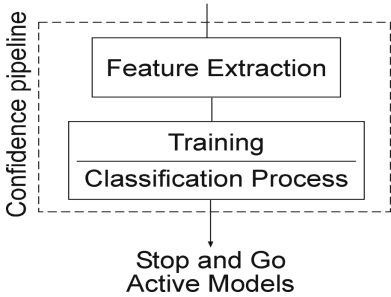 Confidence pipeline
Feature Extraction
Training
Classification Process
Stop and Go
Active Models